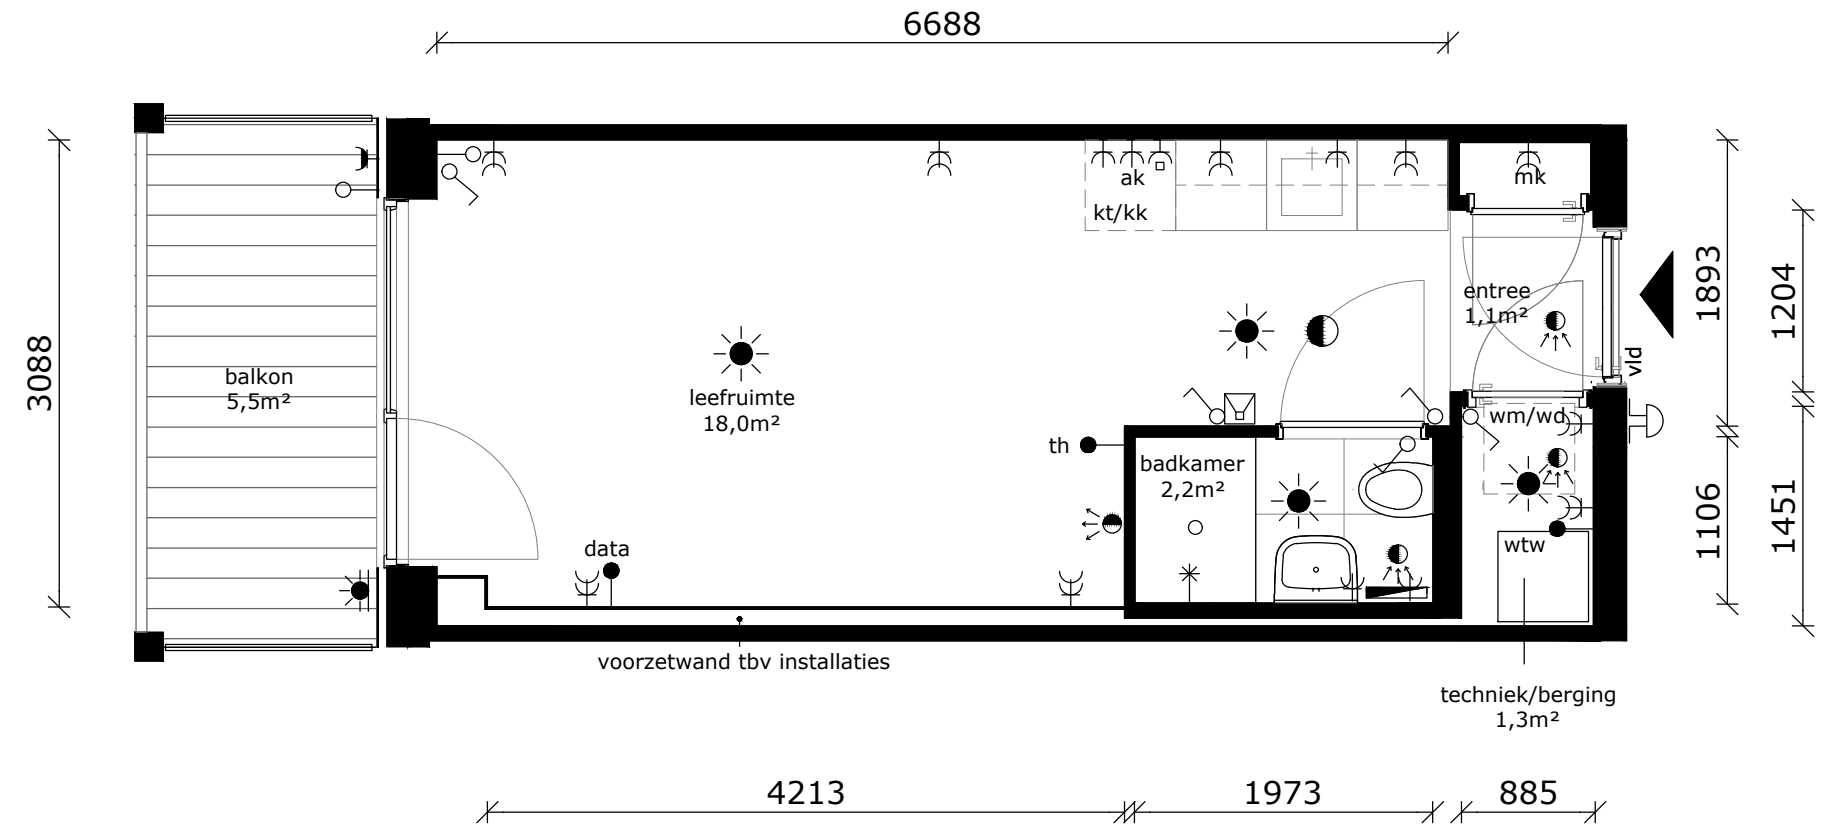 6688
ak
mk
kt/kk
1893
1204
entree
1,1m²
3088
vld
balkon
5,5m²
leefruimte
18,0m²
wm/wd
th
badkamer
2,2m²
1106
1451
data
wtw
voorzetwand tbv installaties
techniek/berging
1,3m²
4213
1973
885